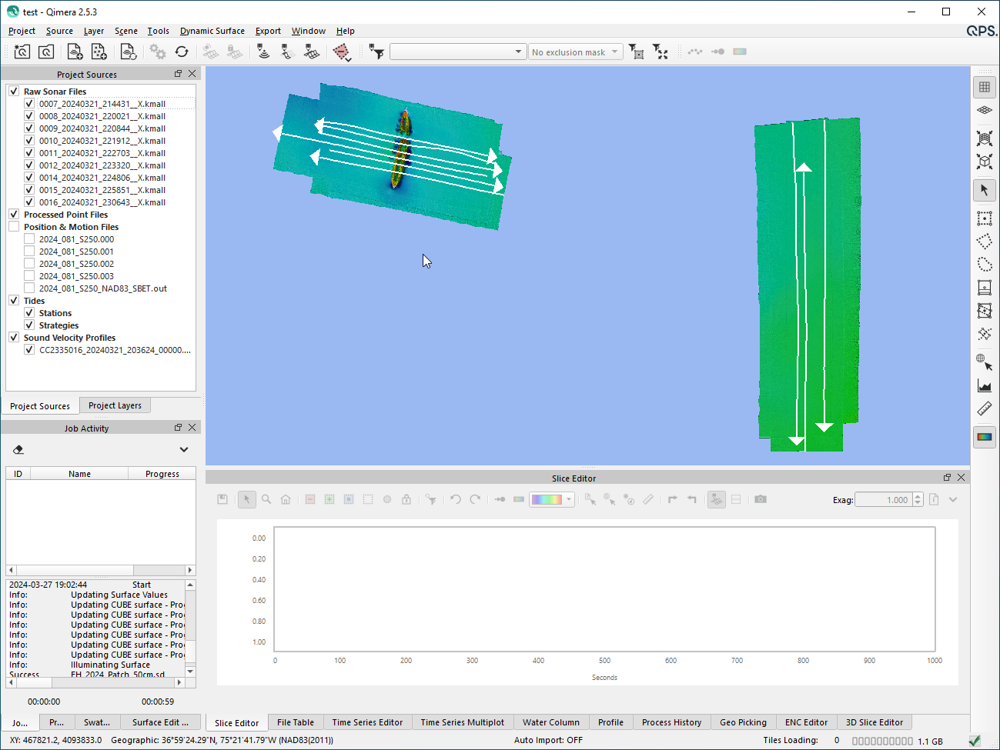 test - Qimera 2.5.3
Project Source Layer Scene Tools Dynamic Surface Export Window Help
QPS.
No exclusion mask
Project Sources
Raw Sonar Files
0007_20240321_214431__X.kmall
0008_20240321_220021__X.kmall
0009_20240321_220844__X.kmall
0010_20240321_221912__X.kmall
0011_20240321_222703__X.kmall
0012_20240321_223320__X.kmall
0014_20240321_224806__X.kmall
0015_20240321_225851__X.kmall
0016_20240321_230643__X.kmall
Processed Point Files
Position & Motion Files
2024_081_S250.000
2024_081_S250.001
2024_081_S250.002
2024_081_S250.003
2024_081_S250_NAD83_SBET.out
Tides
Stations
Strategies
Sound Velocity Profiles
CC2335016_20240321_203624_00000....
Project Sources Project Layers
Job Activity
ID Name Progress
2024-03-27 19:02:44 Start
Info: Updating Surface Values
Info: Updating CUBE surface - Pro
Info: Updating CUBE surface - Pro
Info: Updating CUBE surface - Pro
Info: Updating CUBE surface - Pro
Info: Updating CUBE surface - Pro
Info: Updating CUBE surface - Pro
Info: Illuminating Surface
Success FH_2024_Patch_50cm.sd
00:00:00 00:00:59
Jo... Pr... Swat... Surface Edit ...
Slice Editor
Exag: 1.000
0.00
0.20
0.40
0.60
0.80
1.00
0 100 200 300 400 500 600 700 800 900 1000
Seconds
Slice Editor File Table Time Series Editor Time Series Multiplot Water Column Profile Process History Geo Picking ENC Editor 3D Slice Editor
XY: 467821.2, 4093833.0 Geographic: 36°59'24.29"N, 75°21'41.79"W (NAD83(2011)) Auto Import: OFF Tiles Loading: 0 1.1 GB